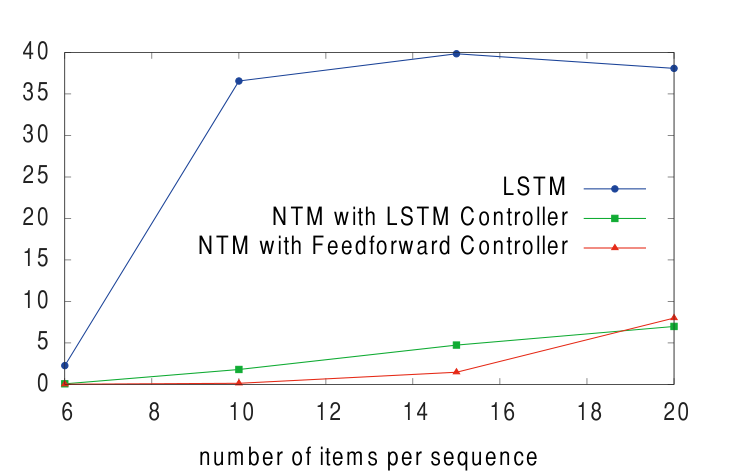 40
35
30
25
20
15
10
5
0
LSTM
NTM with LSTM Controller
NTM with Feedforward Controller
6 8 10 12 14 16 18 20
number of items per sequence